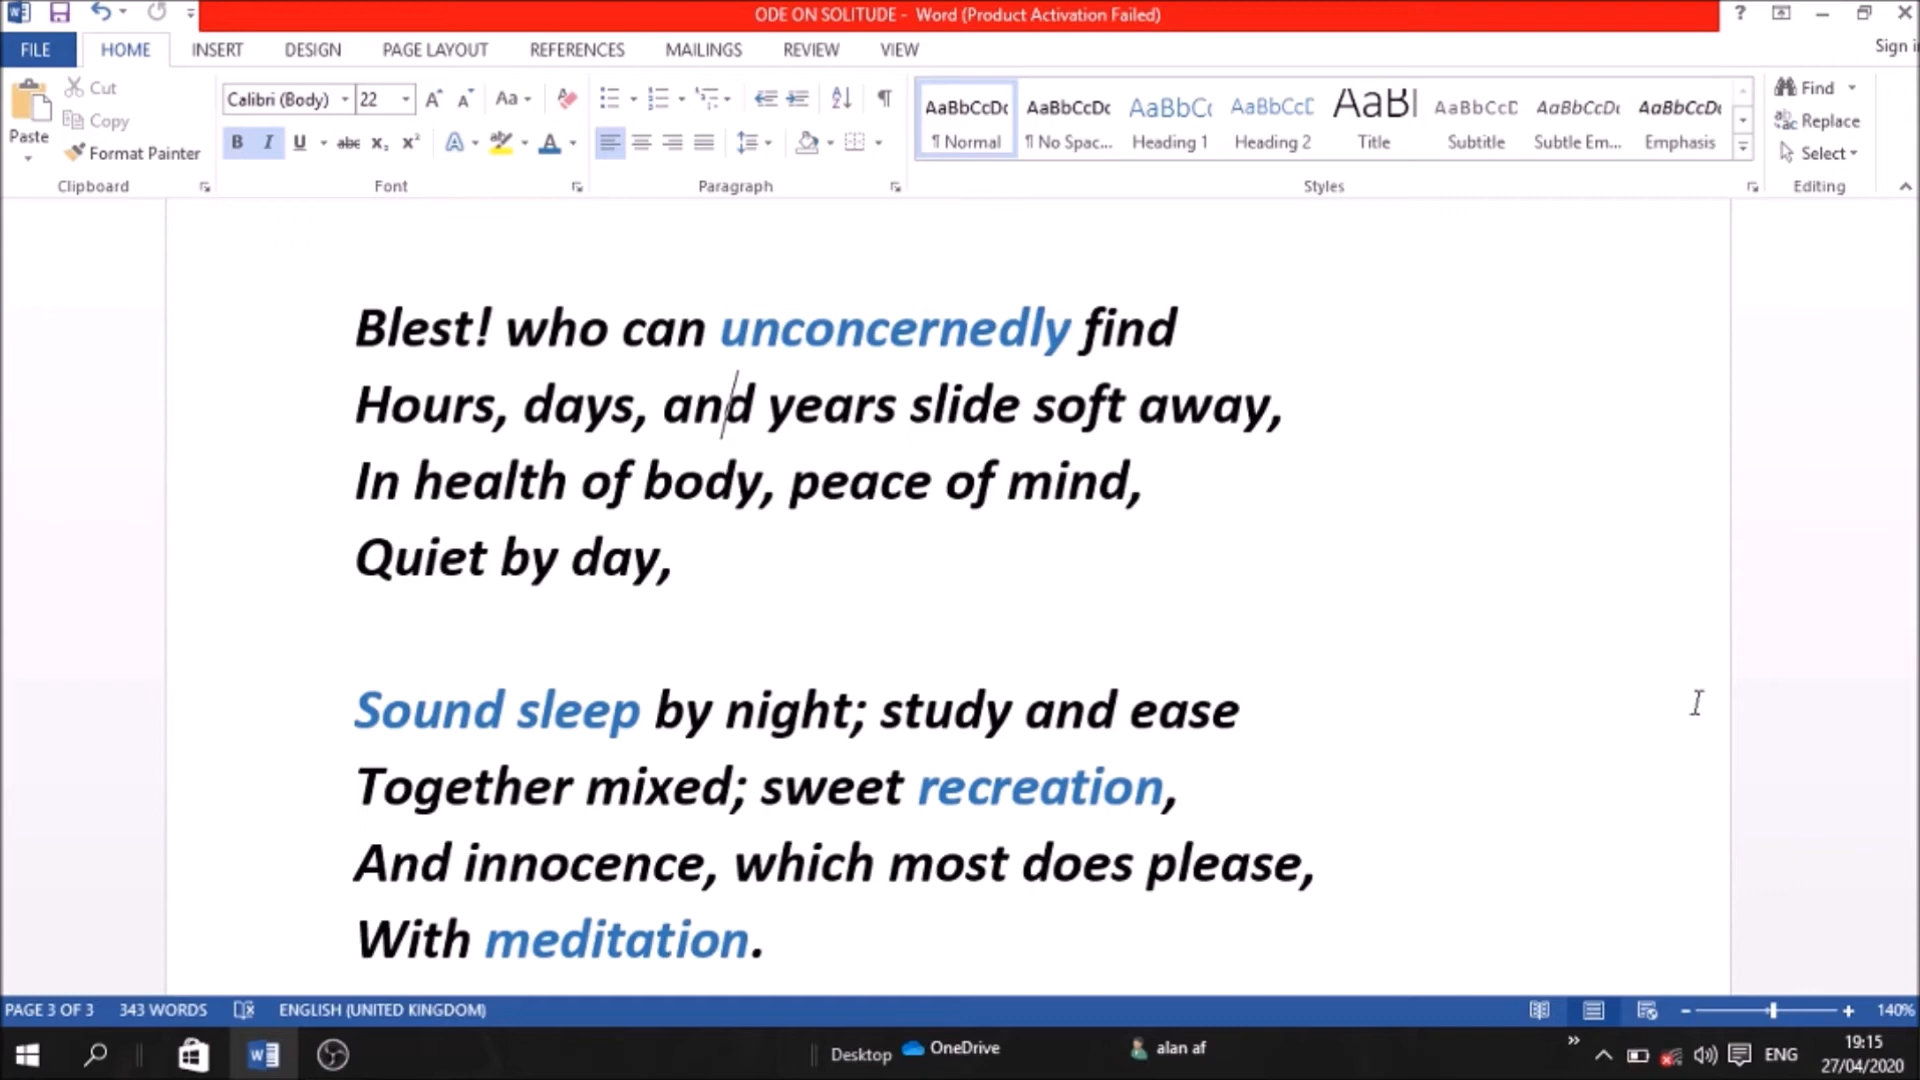 ODE ON SOLITUDE - Word (Product Activation Failed)
?
FILE HOME INSERT DESIGN PAGE LAYOUT REFERENCES MAILINGS REVIEW VIEW
Paste
Cut
Copy
Format Painter
Calibri (Body) 22
AaBbCcDc AaBbCcDc AaBbC AaBbCcD AaB AaBbCcD AaBbCcDc AaBbCcDc
¶ Normal ¶ No Spac... Heading 1 Heading 2 Title Subtitle Subtle Em... Emphasis
Find
Replace
Select
Clipboard Font Paragraph Styles Editing
Blest! who can unconcernedly find
Hours, days, and years slide soft away,
In health of body, peace of mind,
Quiet by day,
Sound sleep by night; study and ease
Together mixed; sweet recreation,
And innocence, which most does please,
With meditation.
PAGE 3 OF 3 343 WORDS ENGLISH (UNITED KINGDOM) 140%
Desktop OneDrive alan af ENG 19:15
27/04/2020